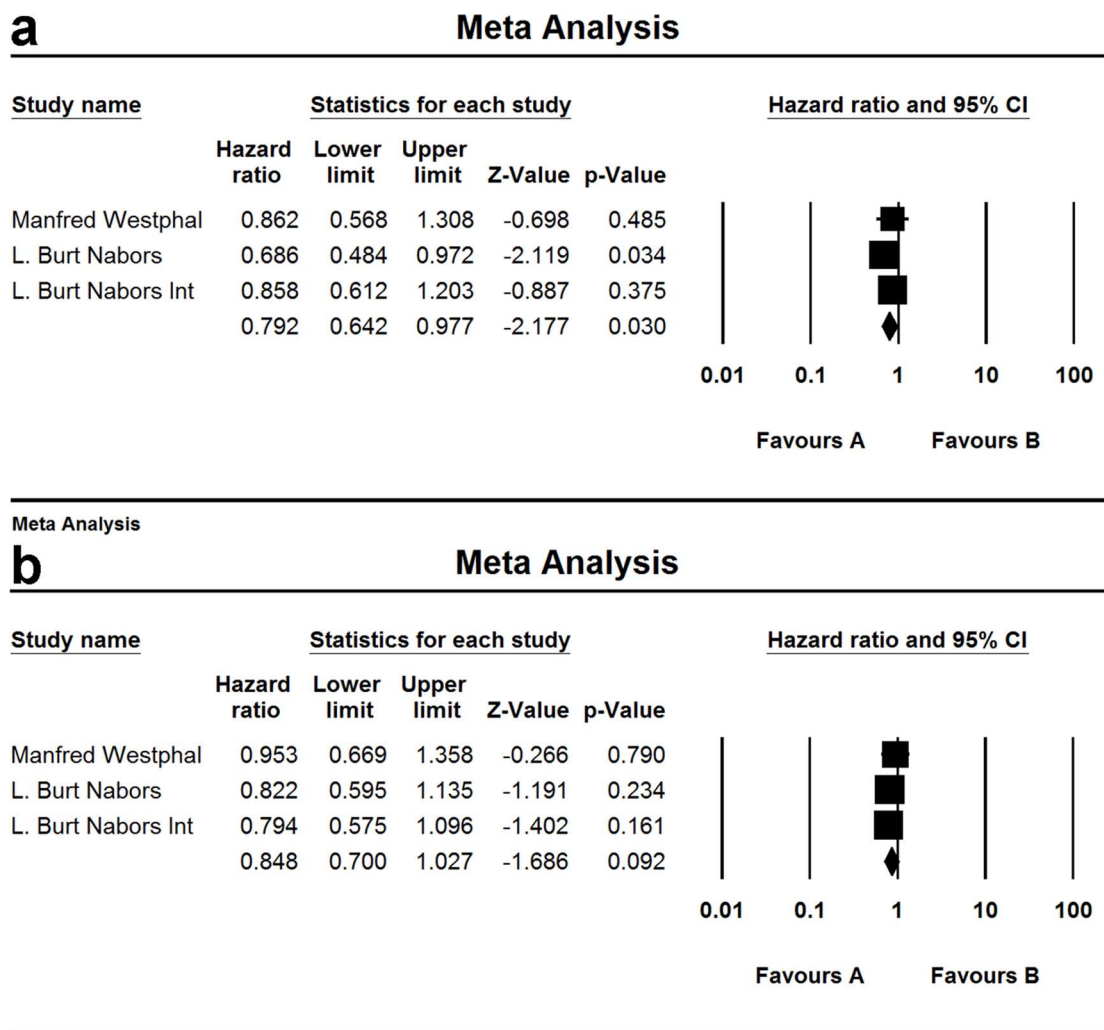 a
Meta Analysis
Study name Statistics for each study Hazard ratio and 95% CI
Hazard Lower Upper
ratio limit limit Z-Value p-Value
Manfred Westphal 0.862 0.568 1.308 -0.698 0.485
L. Burt Nabors 0.686 0.484 0.972 -2.119 0.034
L. Burt Nabors Int 0.858 0.612 1.203 -0.887 0.375
0.792 0.642 0.977 -2.177 0.030
0.01 0.1 1 10 100
Favours A Favours B
Meta Analysis
b
Meta Analysis
Study name Statistics for each study Hazard ratio and 95% CI
Hazard Lower Upper
ratio limit limit Z-Value p-Value
Manfred Westphal 0.953 0.669 1.358 -0.266 0.790
L. Burt Nabors 0.822 0.595 1.135 -1.191 0.234
L. Burt Nabors Int 0.794 0.575 1.096 -1.402 0.161
0.848 0.700 1.027 -1.686 0.092
0.01 0.1 1 10 100
Favours A Favours B